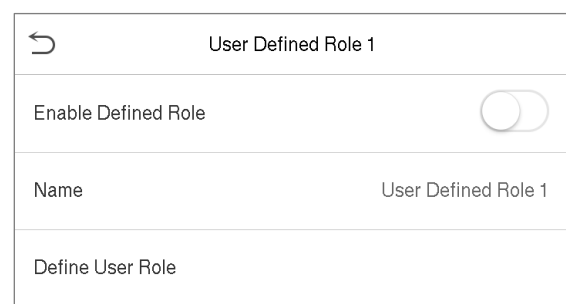 User Defined Role 1
Enable Defined Role
Name User Defined Role 1
Define User Role